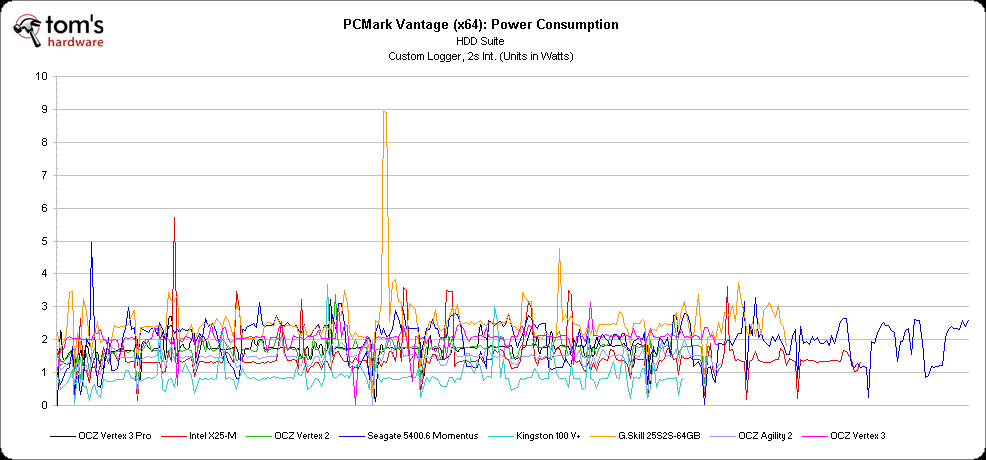 tom's
hardware
PCMark Vantage (x64): Power Consumption
HDD Suite
Custom Logger, 2s Int. (Units in Watts)
10
9
8
7
6
5
4
3
2
1
0
OCZ Vertex 3 Pro
Intel X25-M
OCZ Vertex 2
Seagate 5400.6 Momentus
Kingston 100 V+
G.Skill 25S2S-64GB
OCZ Agility 2
OCZ Vertex 3